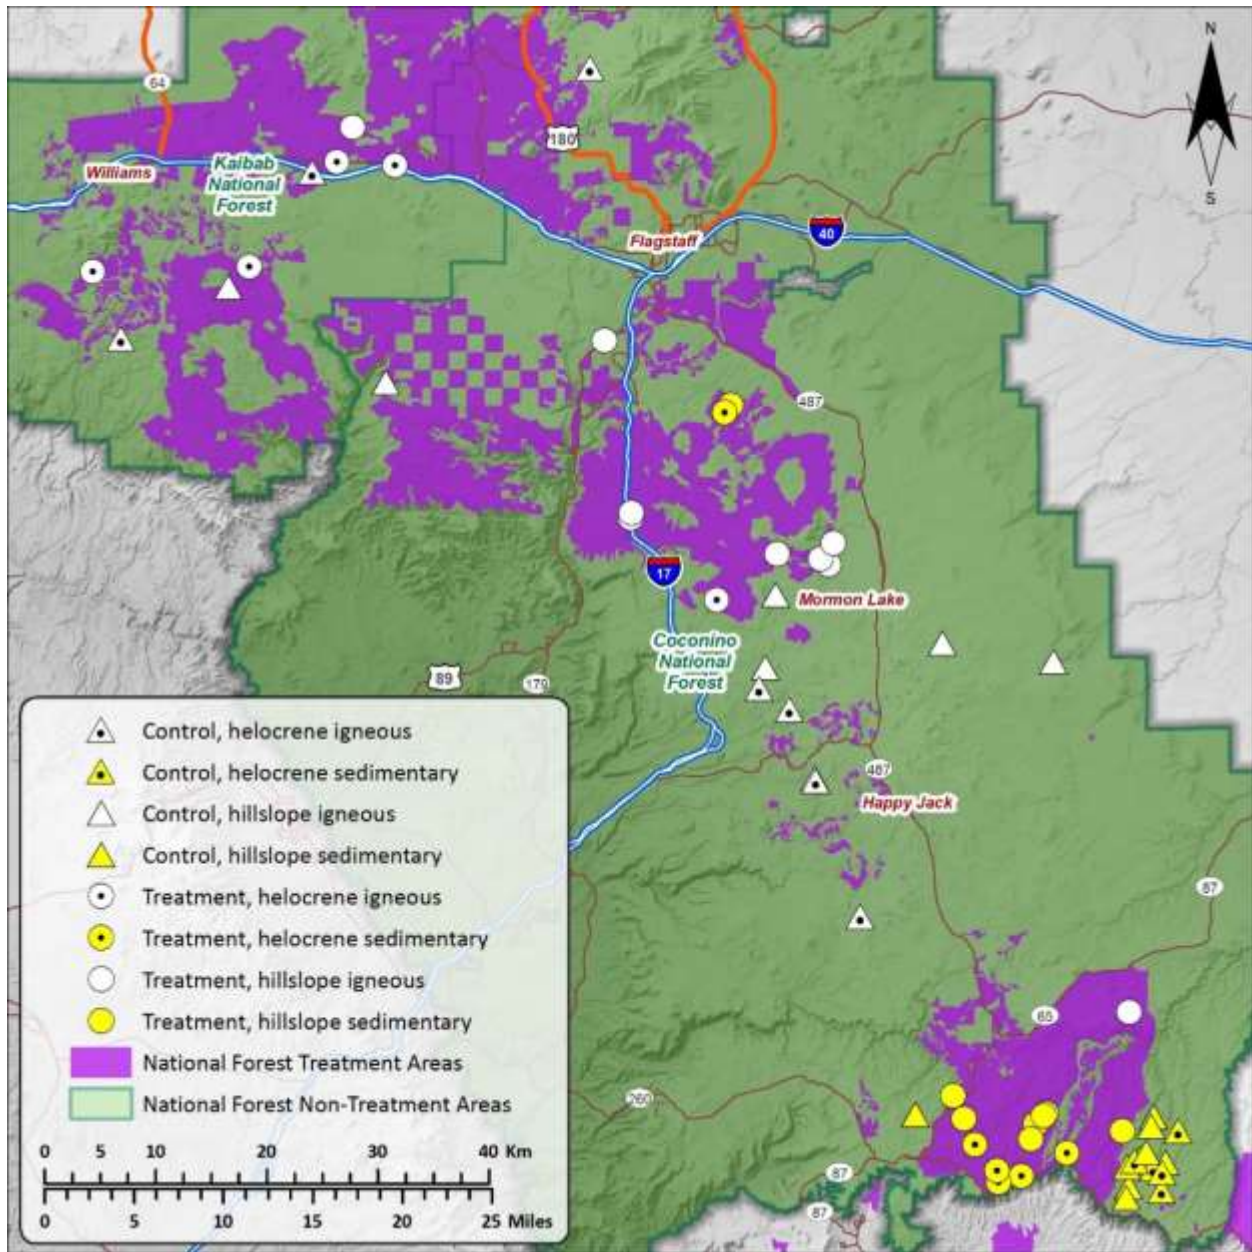 N
S
64
180
Williams
Kaibab
National
Forest
Flagstaff
40
487
17
Mormon Lake
Coconino
National
Forest
89
179
487
Happy Jack
87
65
260
87
87
Control, helocrene igneous
Control, helocrene sedimentary
Control, hillslope igneous
Control, hillslope sedimentary
Treatment, helocrene igneous
Treatment, helocrene sedimentary
Treatment, hillslope igneous
Treatment, hillslope sedimentary
National Forest Treatment Areas
National Forest Non-Treatment Areas
0 5 10 20 30 40 Km
0 5 10 15 20 25 Miles